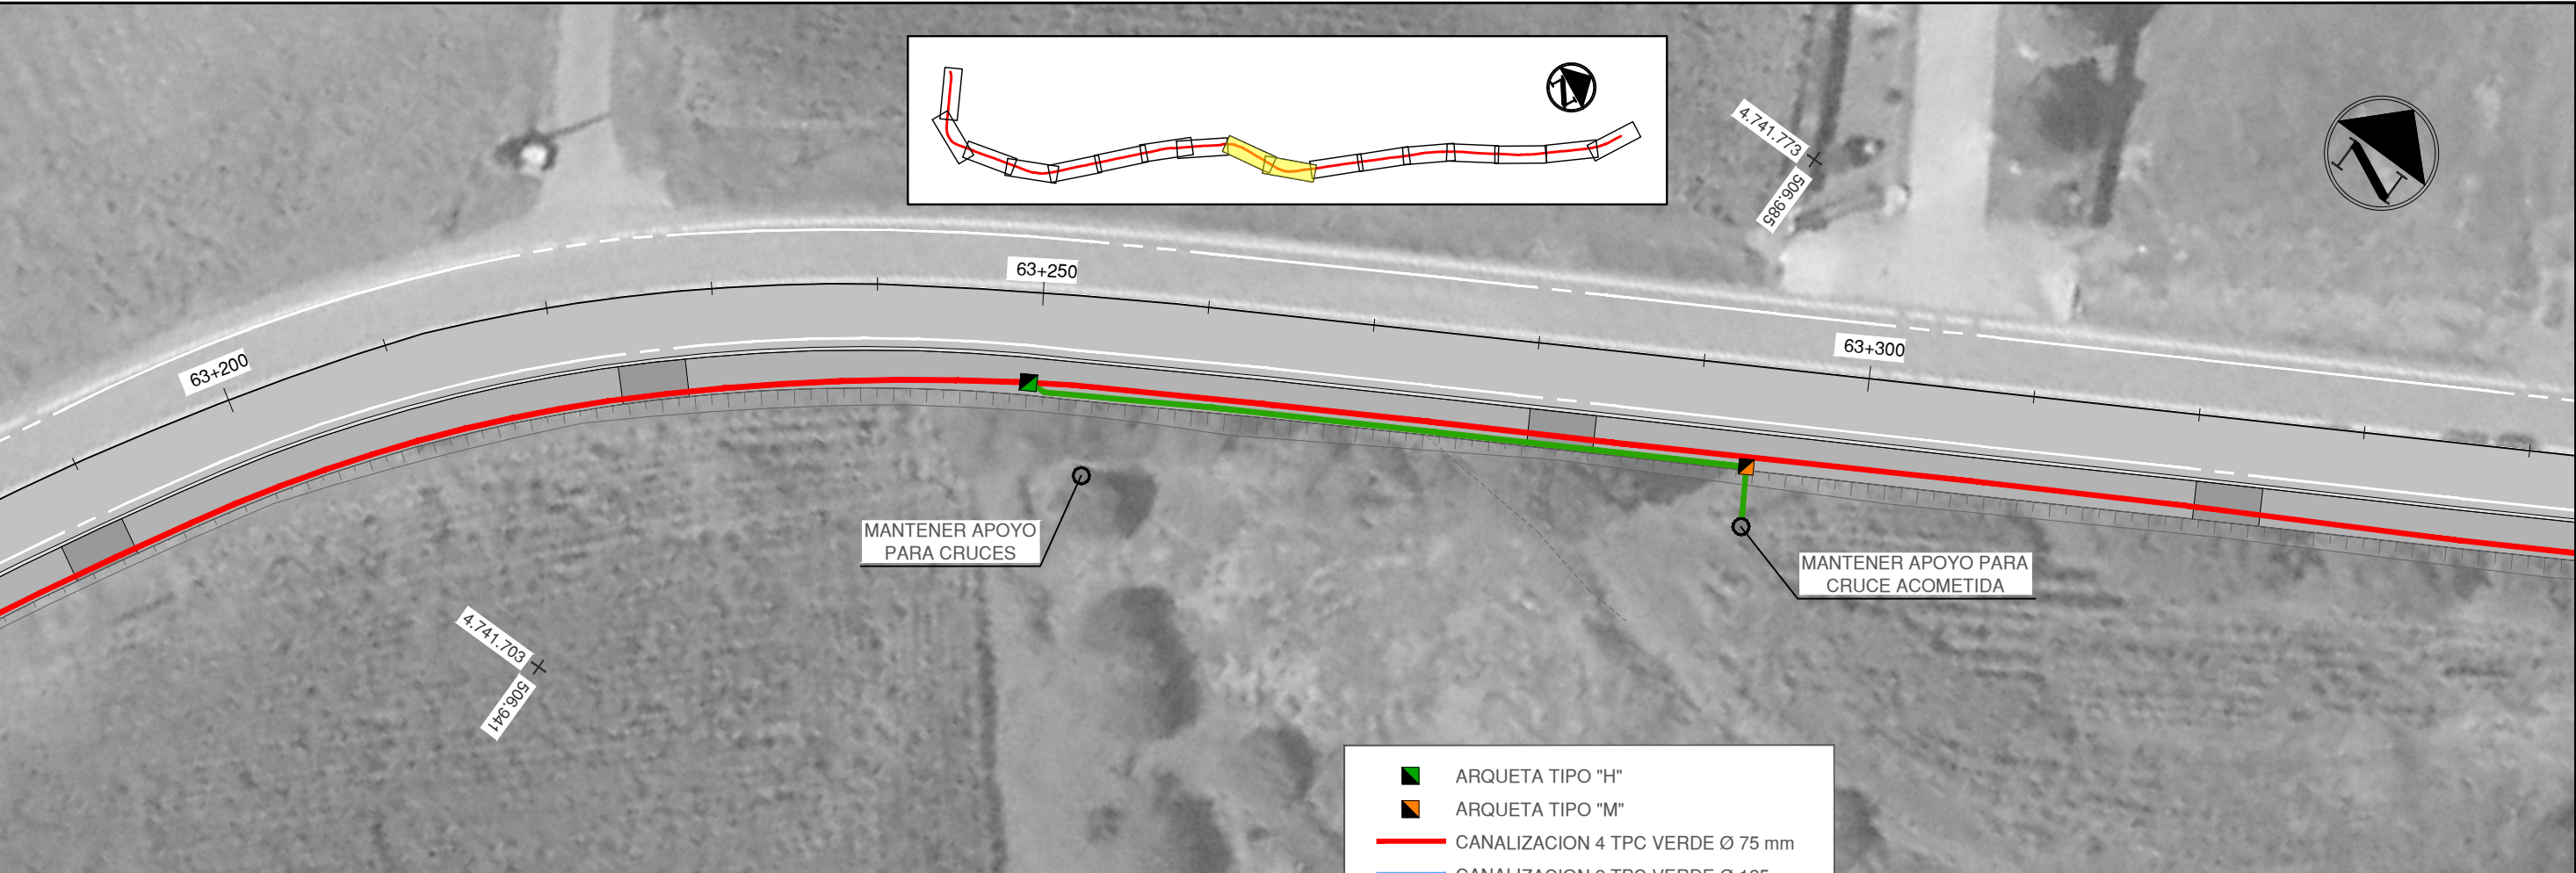 4.741.773
506.985
63+250
63+300
63+200
MANTENER APOYO
PARA CRUCES
MANTENER APOYO PARA
CRUCE ACOMETIDA
4.741.703
506.941
ARQUETA TIPO "H"
ARQUETA TIPO "M"
CANALIZACION 4 TPC VERDE Ø 75 mm